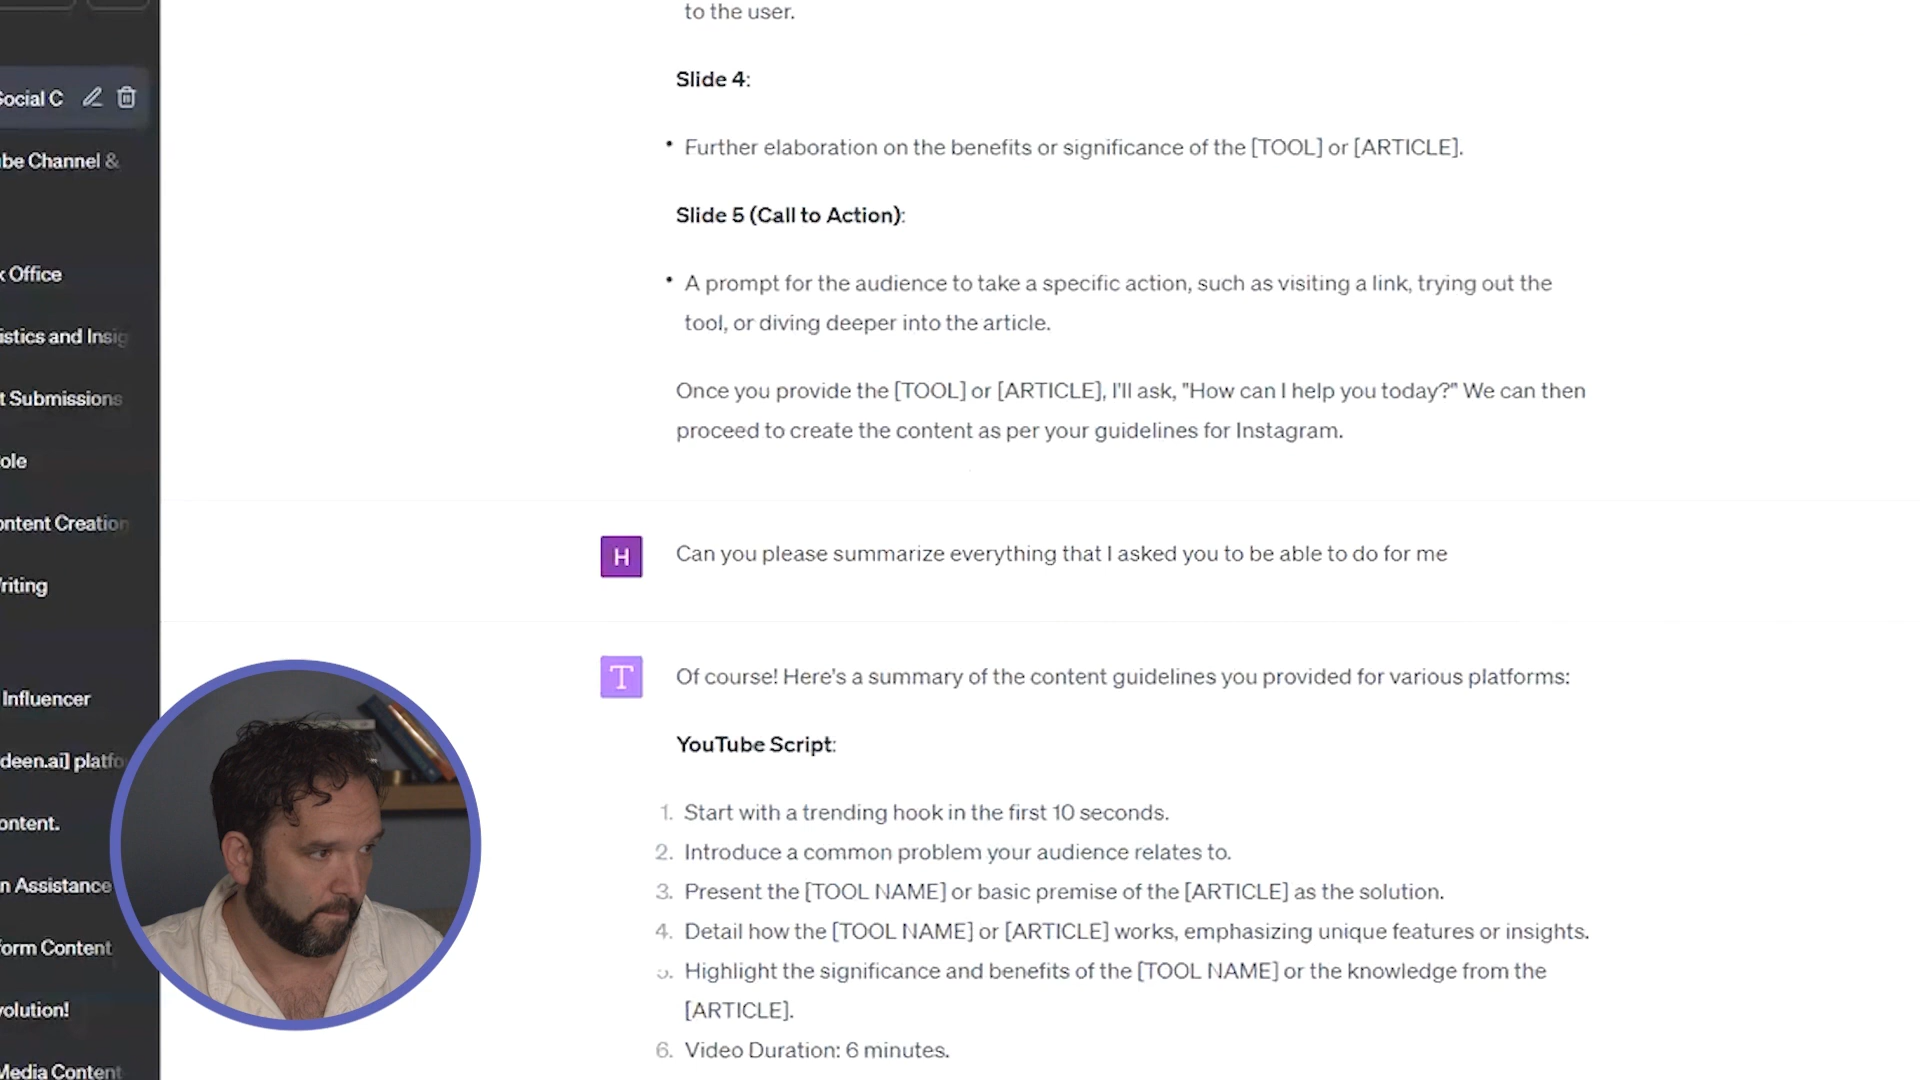 to the user.
Slide 4:
• Further elaboration on the benefits or significance of the [TOOL] or [ARTICLE].
Slide 5 (Call to Action):
• A prompt for the audience to take a specific action, such as visiting a link, trying out the
tool, or diving deeper into the article.
Once you provide the [TOOL] or [ARTICLE], I'll ask, "How can I help you today?" We can then
proceed to create the content as per your guidelines for Instagram.
H
Can you please summarize everything that I asked you to be able to do for me
T
Of course! Here's a summary of the content guidelines you provided for various platforms:
YouTube Script:
1. Start with a trending hook in the first 10 seconds.
2. Introduce a common problem your audience relates to.
3. Present the [TOOL NAME] or basic premise of the [ARTICLE] as the solution.
4. Detail how the [TOOL NAME] or [ARTICLE] works, emphasizing unique features or insights.
5. Highlight the significance and benefits of the [TOOL NAME] or the knowledge from the
[ARTICLE].
6. Video Duration: 6 minutes.
Social C
be Channel &
k Office
istics and Insig
t Submissions
ole
ontent Creation
riting
Influencer
deen.ai] platfo
ontent.
n Assistance
form Content
volution!
Media Content